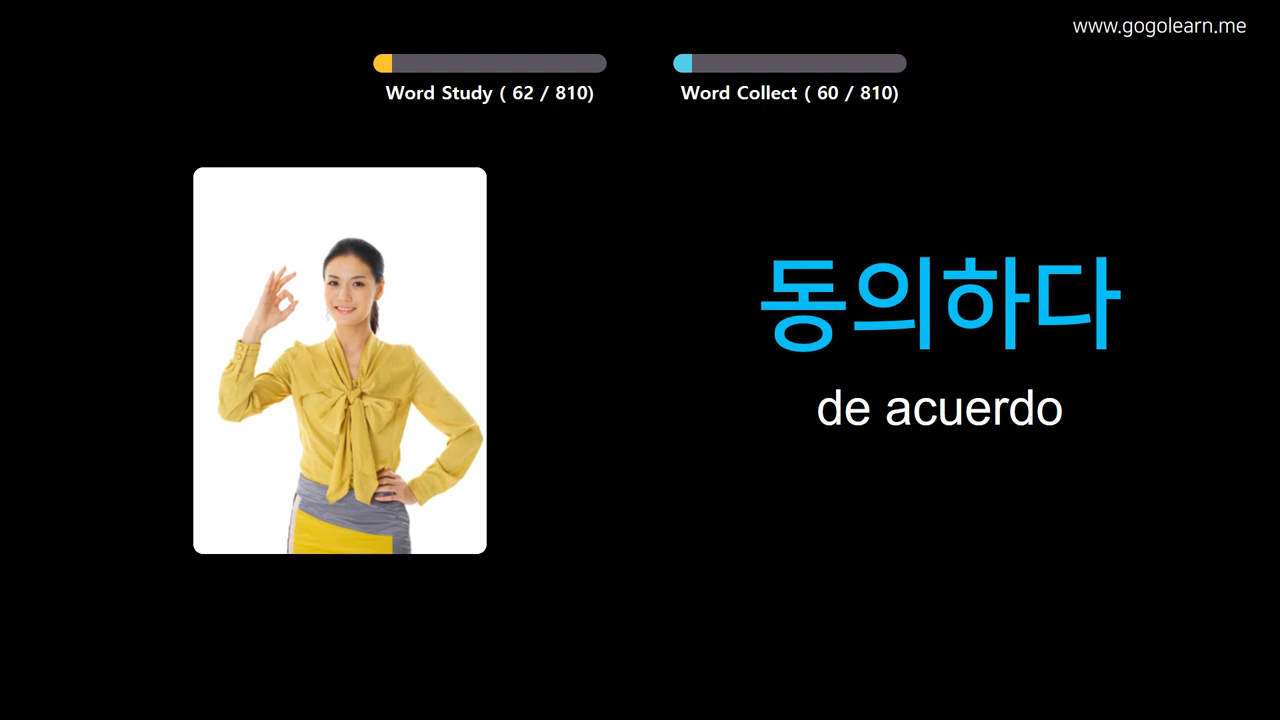 www.gogolearn.me
Word Study ( 62 / 810)
Word Collect ( 60 / 810)
동의하다
de acuerdo